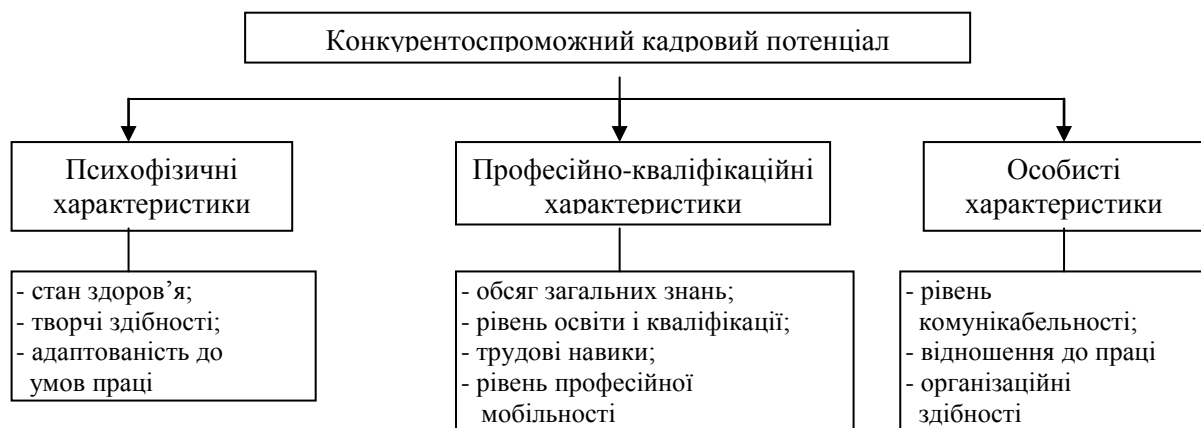 Конкурентоспроможний кадровий потенціал
Психофізичні
характеристики
Професійно-кваліфікаційні
характеристики
Особисті
характеристики
- стан здоров’я;
- творчі здібності;
- адаптованість до
умов праці
- обсяг загальних знань;
- рівень освіти і кваліфікації;
- трудові навики;
- рівень професійної
мобільності
- рівень
комунікабельності;
- відношення до праці
- організаційні
здібності